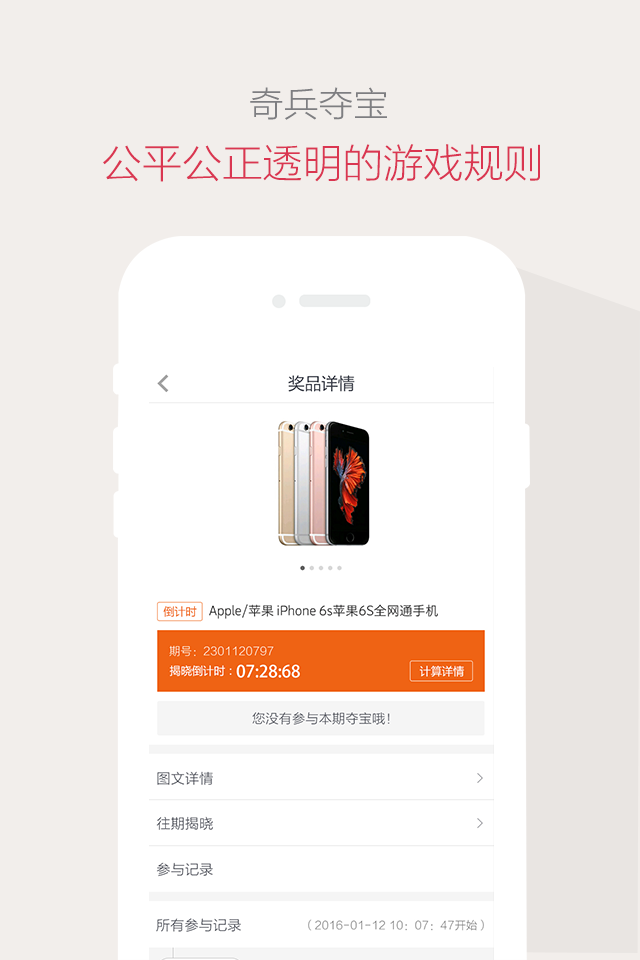 奇兵夺宝
公平公正透明的游戏规则
奖品详情
倒计时 Apple/苹果 iPhone 6s苹果6S全网通手机
期号：2301120797
揭晓倒计时：07:28:68 计算详情
您没有参与本期夺宝哦！
图文详情
往期揭晓
参与记录
所有参与记录 （2016-01-12 10：07：47开始）